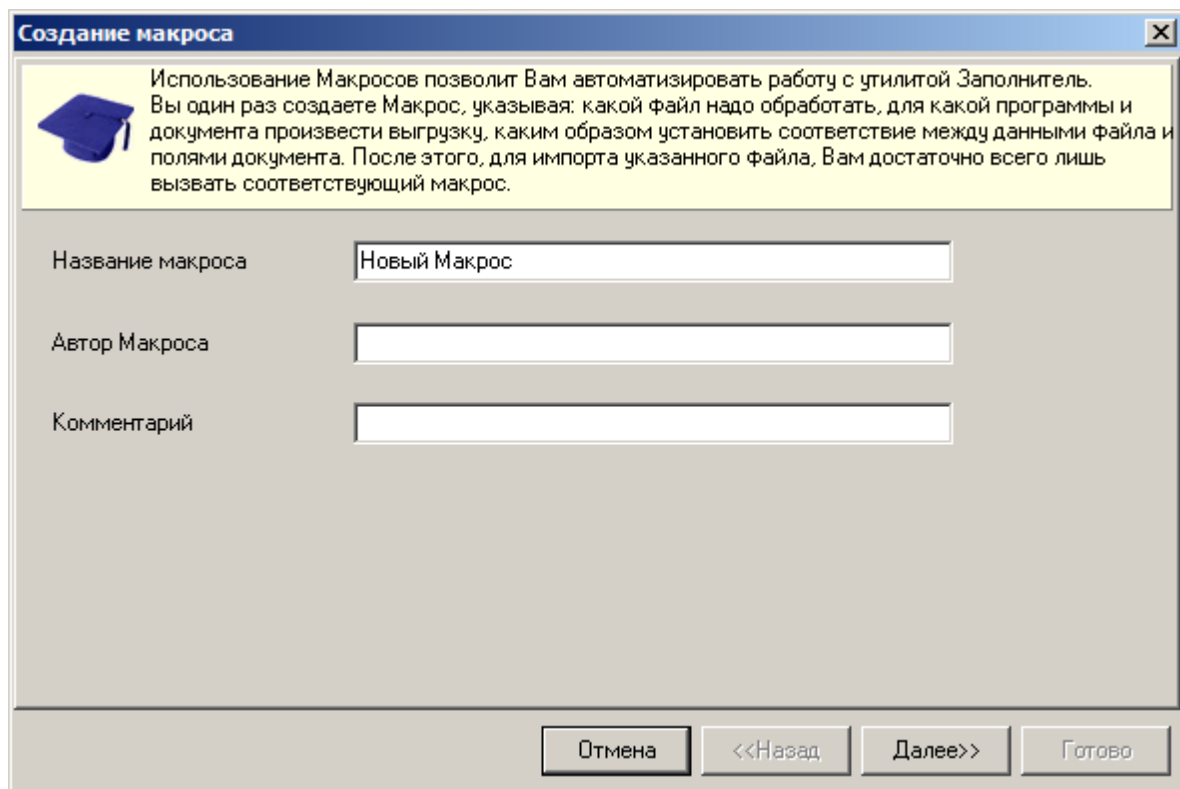 Создание макроса
Использование Макросов позволит Вам автоматизировать работу с утилитой Заполнитель.
Вы один раз создаете Макрос, указывая: какой файл надо обработать, для какой программы и
документа произвести выгрузку, каким образом установить соответствие между данными файла и
полями документа. После этого, для импорта указанного файла, Вам достаточно всего лишь
вызвать соответствующий макрос.
Название макроса Новый Макрос
Автор Макроса
Комментарий
Отмена <<Назад Далее>> Готово